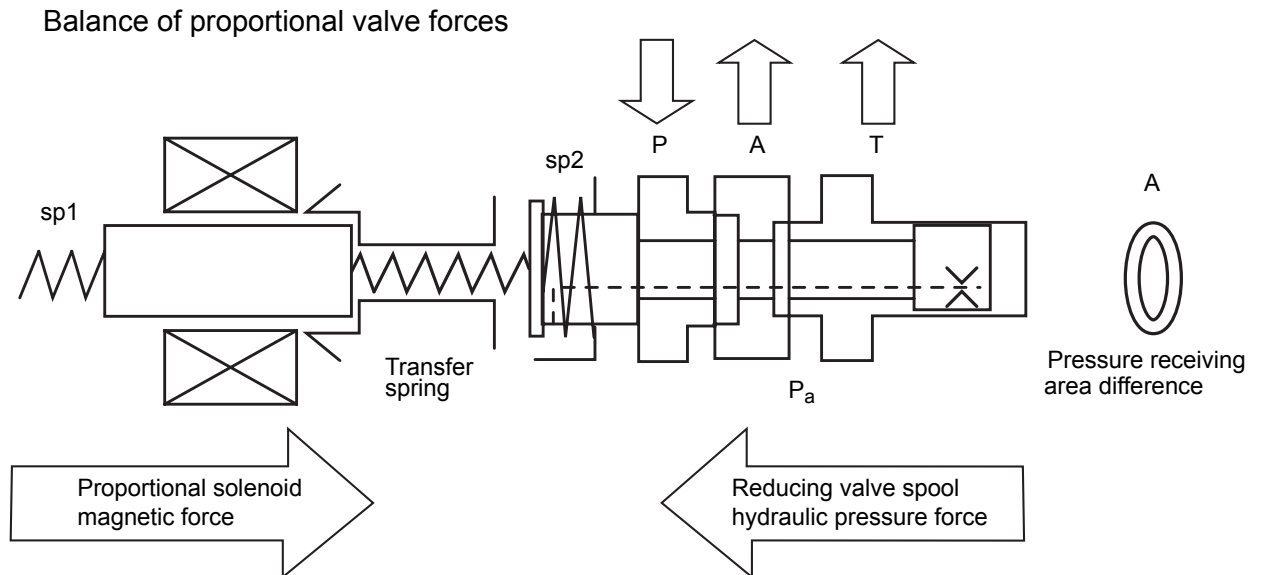 Balance of proportional valve forces
P
A
T
sp2
sp1
A
Transfer
spring
Pressure receiving
area difference
Pa
Proportional solenoid
magnetic force
Reducing valve spool
hydraulic pressure force